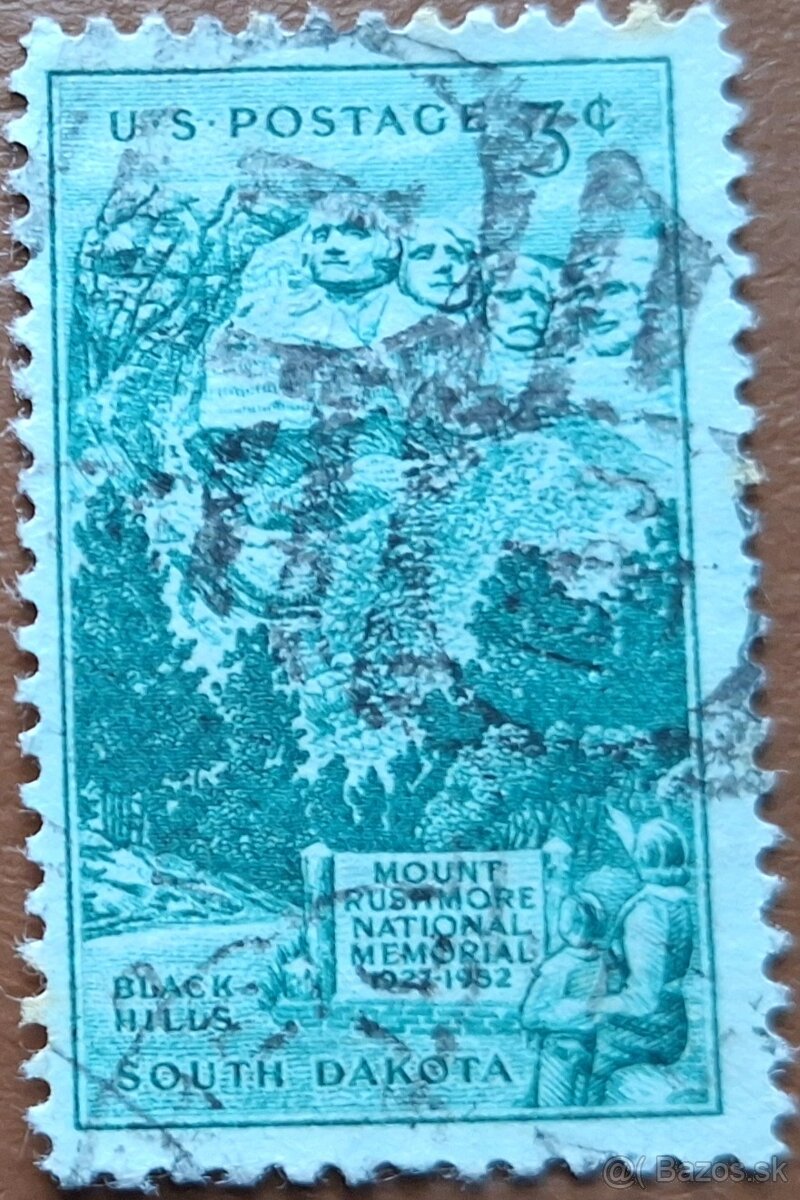 U·S·POSTAGE 3¢
MOUNT
RUSHMORE
NATIONAL
MEMORIAL
1927-1952
BLACK
HILLS
SOUTH DAKOTA
@( Bazos.sk